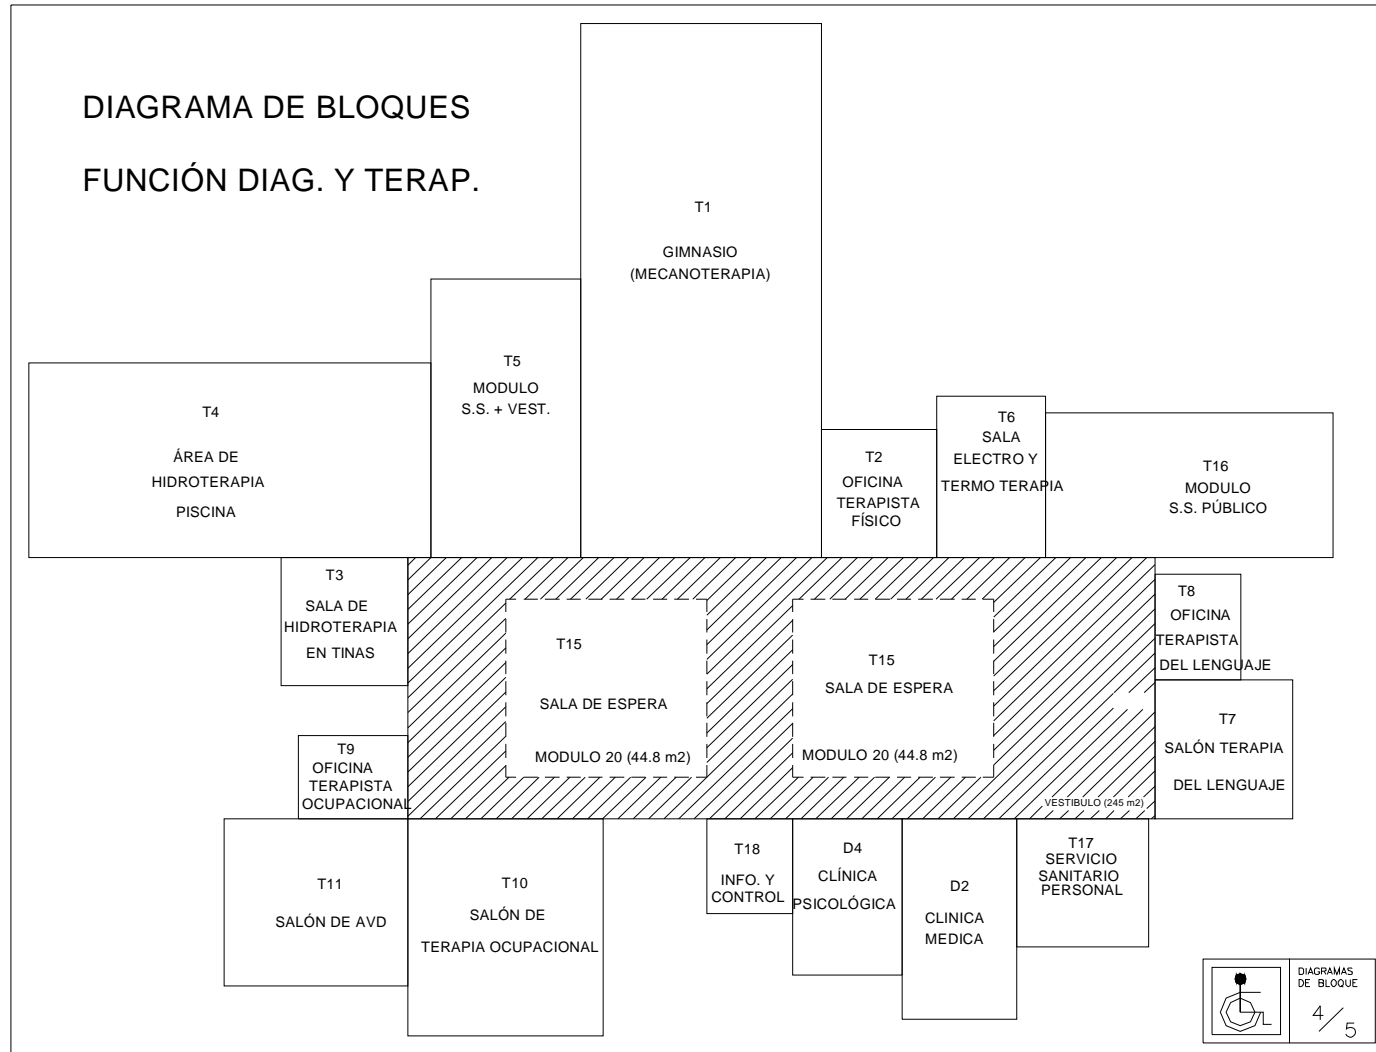 DIAGRAMA DE BLOQUES
FUNCIÓN DIAG. Y TERAP.
T1
GIMNASIO
(MECANOTERAPIA)
T5
MODULO
S.S. + VEST.
T4
ÁREA DE
HIDROTERAPIA
PISCINA
T2
OFICINA
TERAPISTA
FÍSICO
T6
SALA
ELECTRO Y
TERMO TERAPIA
T16
MODULO
S.S. PÚBLICO
T3
SALA DE
HIDROTERAPIA
EN TINAS
T15
SALA DE ESPERA
MODULO 20 (44.8 m2)
T15
SALA DE ESPERA
MODULO 20 (44.8 m2)
T8
OFICINA
TERAPISTA
DEL LENGUAJE
T7
SALÓN TERAPIA
DEL LENGUAJE
T9
OFICINA
TERAPISTA
OCUPACIONAL
VESTIBULO (245 m2)
T11
SALÓN DE AVD
T10
SALÓN DE
TERAPIA OCUPACIONAL
T18
INFO. Y
CONTROL
D4
CLÍNICA
PSICOLÓGICA
D2
CLINICA
MEDICA
T17
SERVICIO
SANITARIO
PERSONAL
DIAGRAMAS
DE BLOQUE
4/5